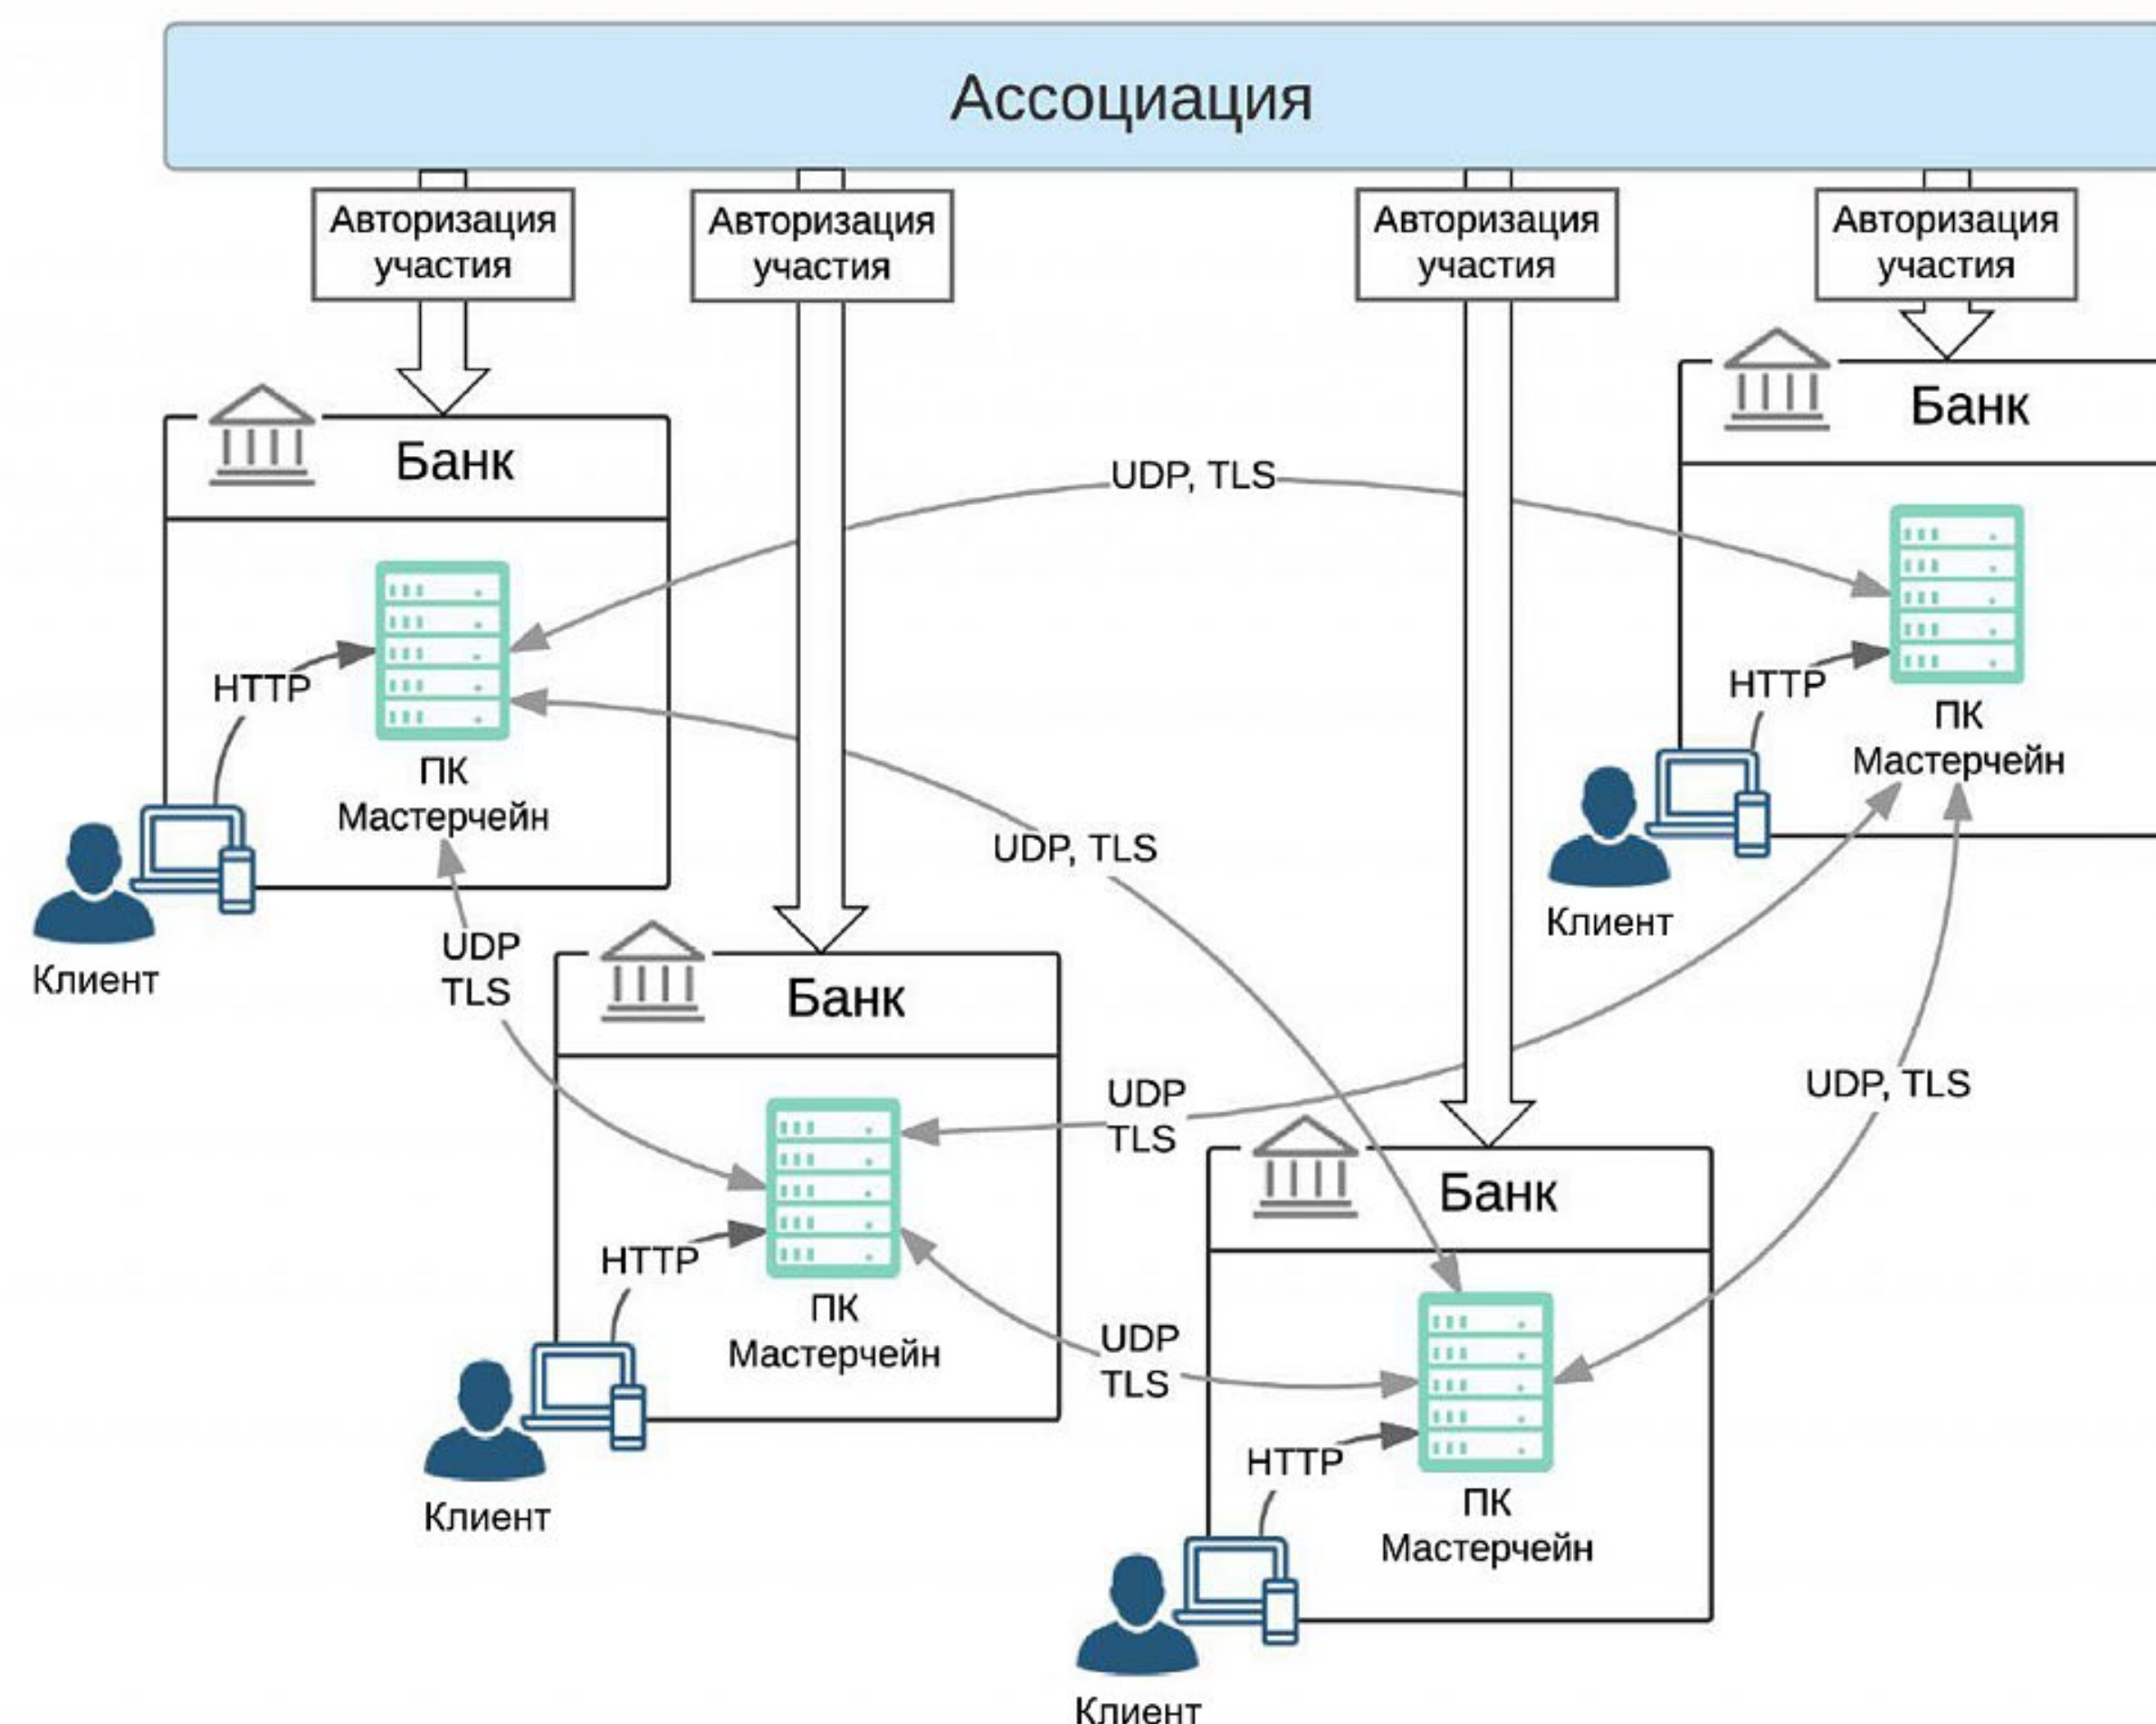 Ассоциация
Авторизация
участия
Авторизация
участия
Авторизация
участия
Авторизация
участия
Банк
Банк
UDP, TLS
HTTP
HTTP
ПК
Мастерчейн
ПК
Мастерчейн
UDP, TLS
Клиент
Клиент
UDP
TLS
Банк
UDP
TLS
UDP, TLS
Банк
HTTP
ПК
Мастерчейн
UDP
TLS
HTTP
ПК
Мастерчейн
Клиент
Клиент